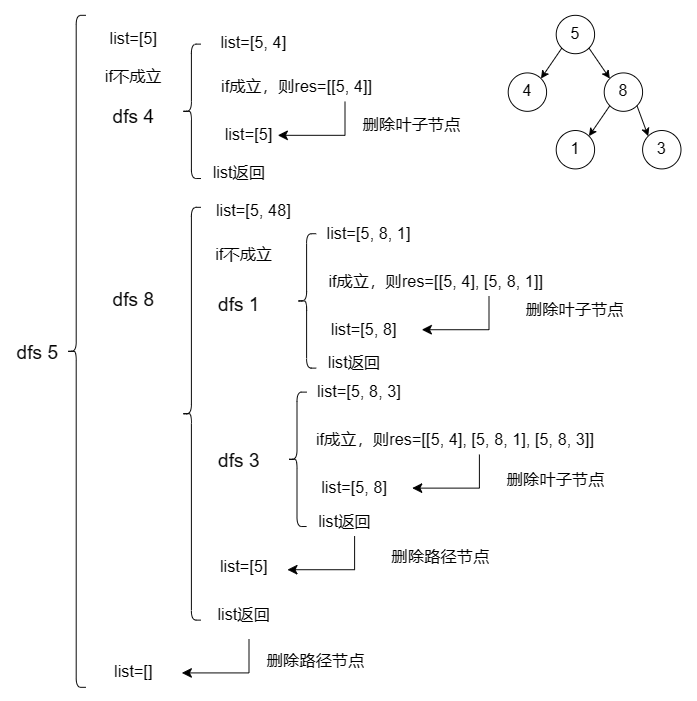 list=[5]
list=[5, 4]
5
if不成立
if成立，则res=[[5, 4]]
4
8
dfs 4
删除叶子节点
list=[5]
1
3
list返回
list=[5, 48]
list=[5, 8, 1]
if不成立
if成立，则res=[[5, 4], [5, 8, 1]]
dfs 8
dfs 1
删除叶子节点
list=[5, 8]
dfs 5
list返回
list=[5, 8, 3]
if成立，则res=[[5, 4], [5, 8, 1], [5, 8, 3]]
dfs 3
删除叶子节点
list=[5, 8]
list返回
删除路径节点
list=[5]
list返回
删除路径节点
list=[]